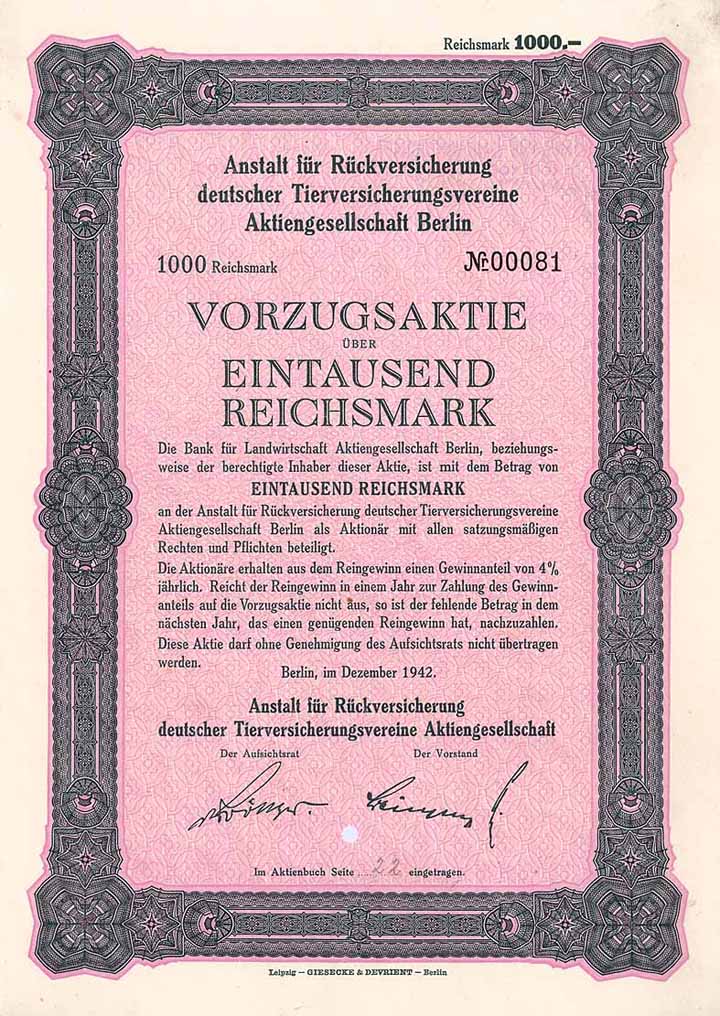 Reichsmark 1000,—
Anstalt für Rückversicherung
deutscher Tierversicherungsvereine
Aktiengesellschaft Berlin
1000 Reichsmark
№ 00081
VORZUGSAKTIE
ÜBER
EINTAUSEND
REICHSMARK
Die Bank für Landwirtschaft Aktiengesellschaft Berlin, beziehungs-
weise der berechtigte Inhaber dieser Aktie, ist mit dem Betrag von
EINTAUSEND REICHSMARK
an der Anstalt für Rückversicherung deutscher Tierversicherungsvereine
Aktiengesellschaft Berlin als Aktionär mit allen satzungsmäßigen
Rechten und Pflichten beteiligt.
Die Aktionäre erhalten aus dem Reingewinn einen Gewinnanteil von 4%
jährlich. Reicht der Reingewinn in einem Jahr zur Zahlung des Gewinn-
anteils auf die Vorzugsaktie nicht aus, so ist der fehlende Betrag in dem
nächsten Jahr, das einen genügenden Reingewinn hat, nachzuzahlen.
Diese Aktie darf ohne Genehmigung des Aufsichtsrats nicht übertragen
werden.
Berlin, im Dezember 1942.
Anstalt für Rückversicherung
deutscher Tierversicherungsvereine Aktiengesellschaft
Der Aufsichtsrat
Der Vorstand
Im Aktienbuch Seite ....22 eingetragen.
Leipzig — GIESECKE & DEVRIENT — Berlin